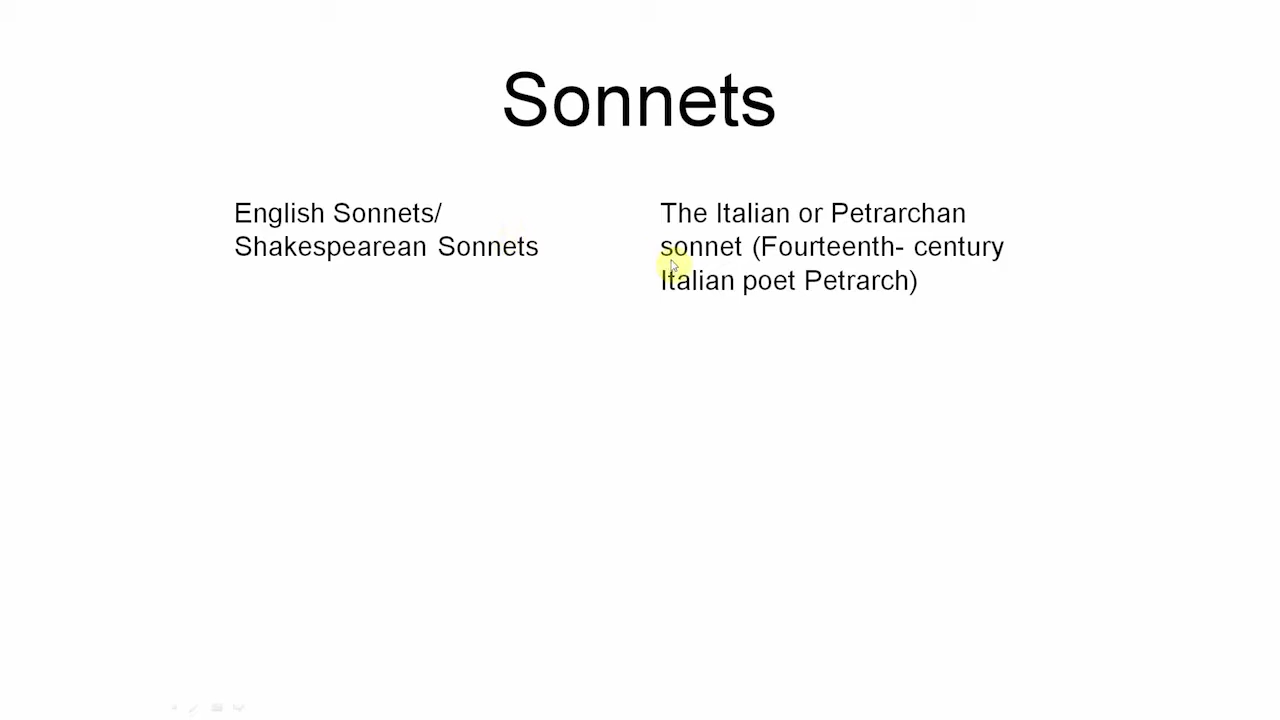 Sonnets
English Sonnets/
Shakespearean Sonnets
The Italian or Petrarchan
sonnet (Fourteenth- century
Italian poet Petrarch)